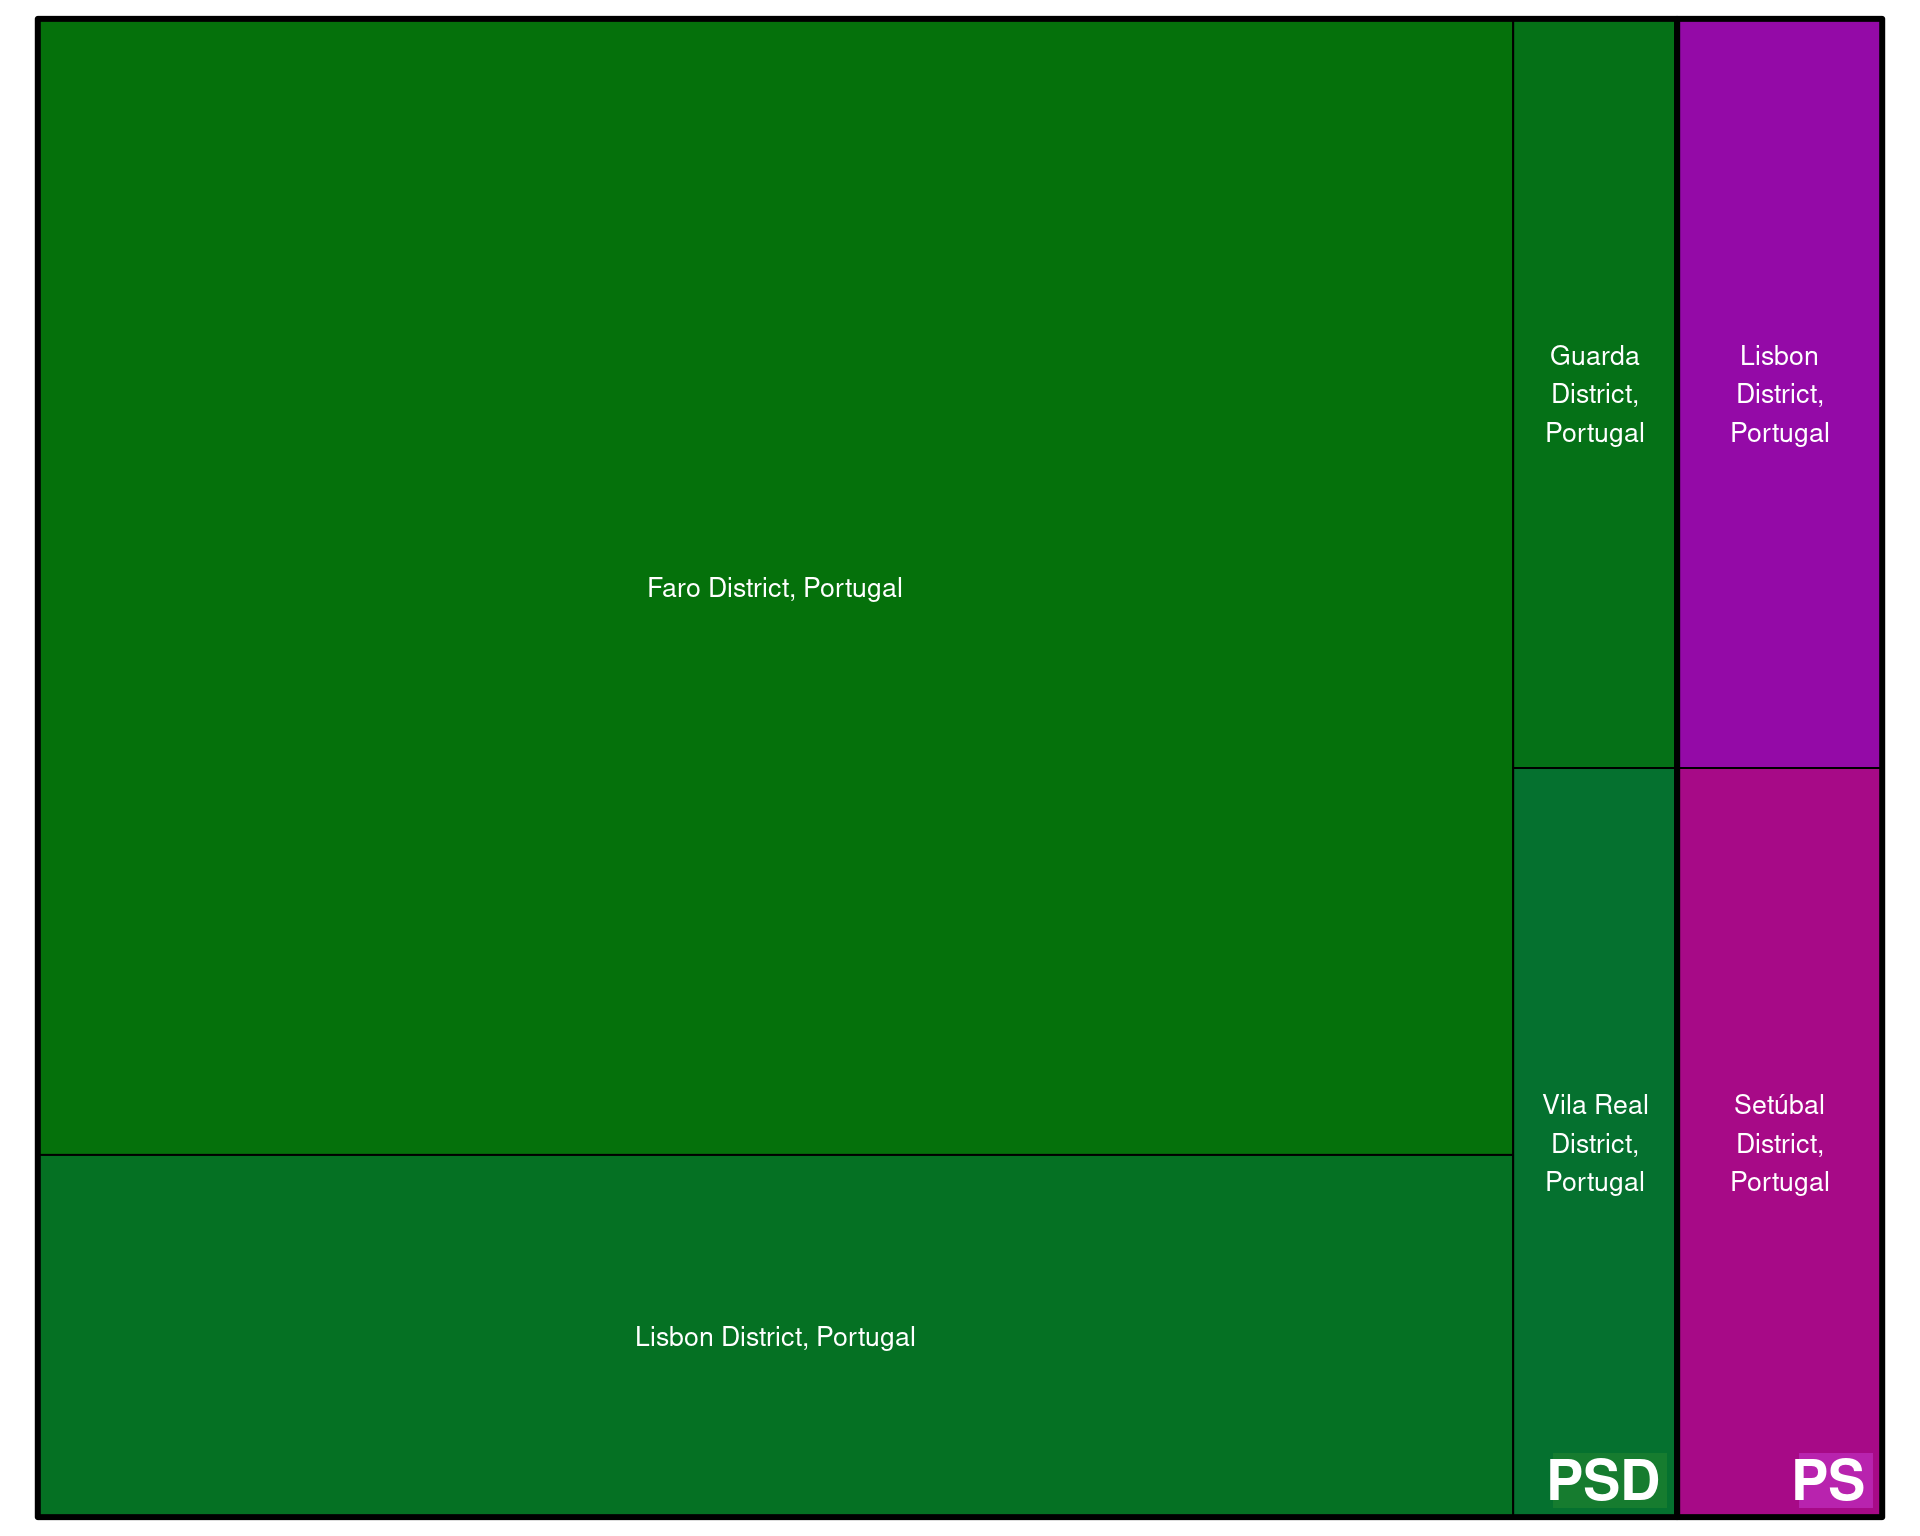 Faro District, Portugal
Lisbon District, Portugal
Guarda
District,
Portugal
Vila Real
District,
Portugal
PSD
Lisbon
District,
Portugal
Setúbal
District,
Portugal
PS